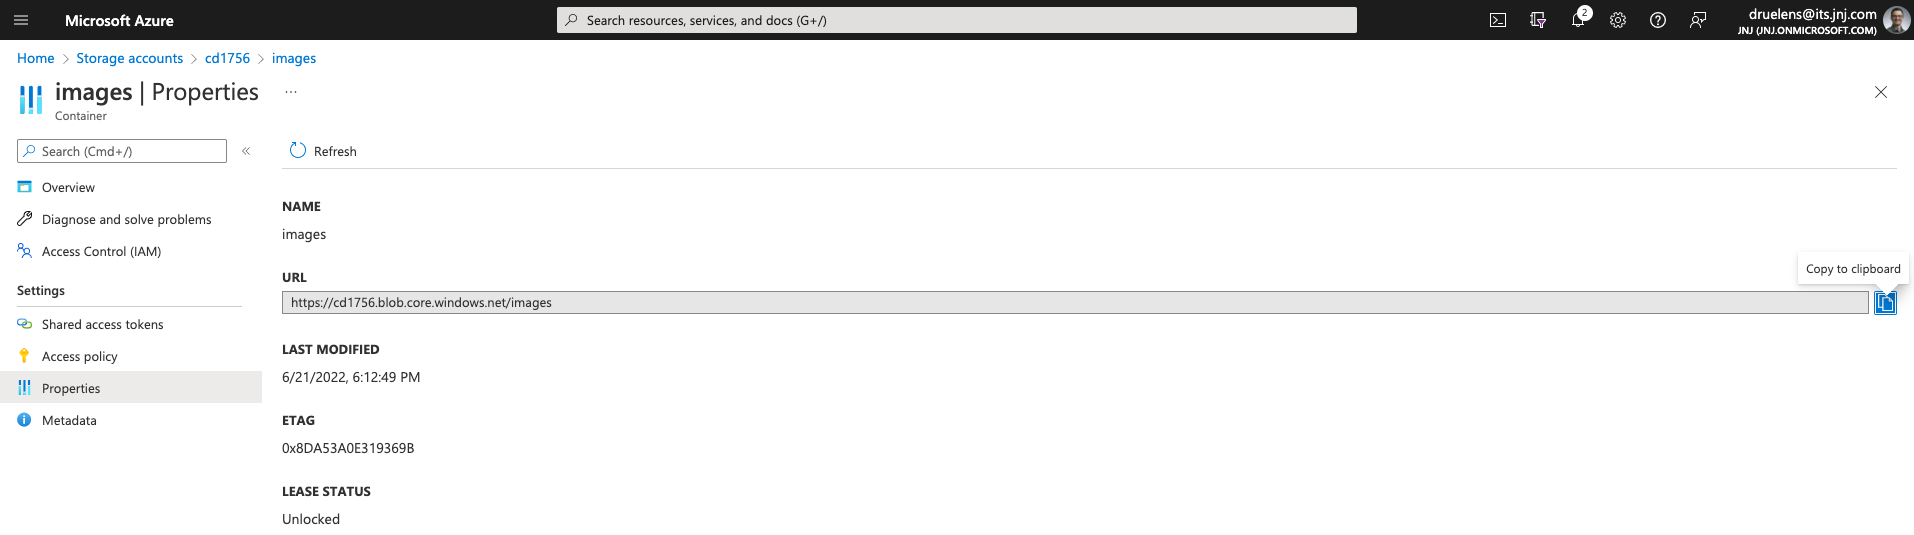 Microsoft Azure
Search resources, services, and docs (G+/)
2
druelens@its.jnj.com
JNJ (JNJ.ONMICROSOFT.COM)
Home > Storage accounts > cd1756 > images
images | Properties ...
Container
Search (Cmd+/) «
Refresh
Overview
Diagnose and solve problems
Access Control (IAM)
Settings
Shared access tokens
Access policy
Properties
Metadata
NAME
images
URL
Copy to clipboard
https://cd1756.blob.core.windows.net/images
LAST MODIFIED
6/21/2022, 6:12:49 PM
ETAG
0x8DA53A0E319369B
LEASE STATUS
Unlocked